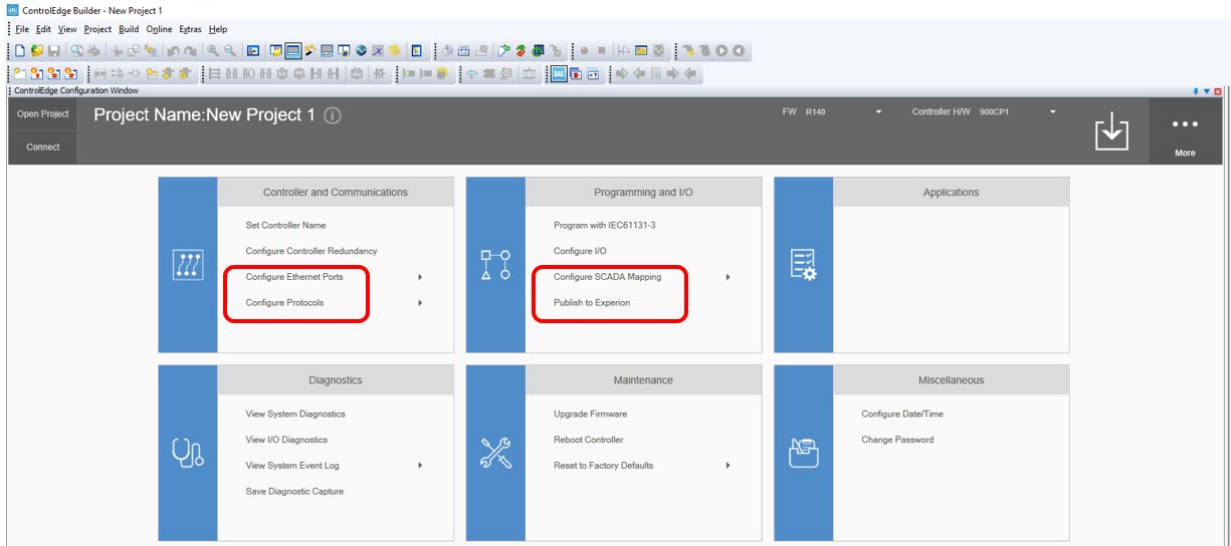 ControlEdge Builder - New Project 1
File Edit View Project Build Online Extras Help
ControlEdge Configuration Window
Open Project
Project Name:New Project 1
FW R140
Controller H/W 900CP1
Connect
More
Controller and Communications
Set Controller Name
Configure Controller Redundancy
Configure Ethernet Ports
Configure Protocols
Programming and I/O
Program with IEC61131-3
Configure I/O
Configure SCADA Mapping
Publish to Experion
Applications
Diagnostics
View System Diagnostics
View I/O Diagnostics
View System Event Log
Save Diagnostic Capture
Maintenance
Upgrade Firmware
Reboot Controller
Reset to Factory Defaults
Miscellaneous
Configure Date/Time
Change Password